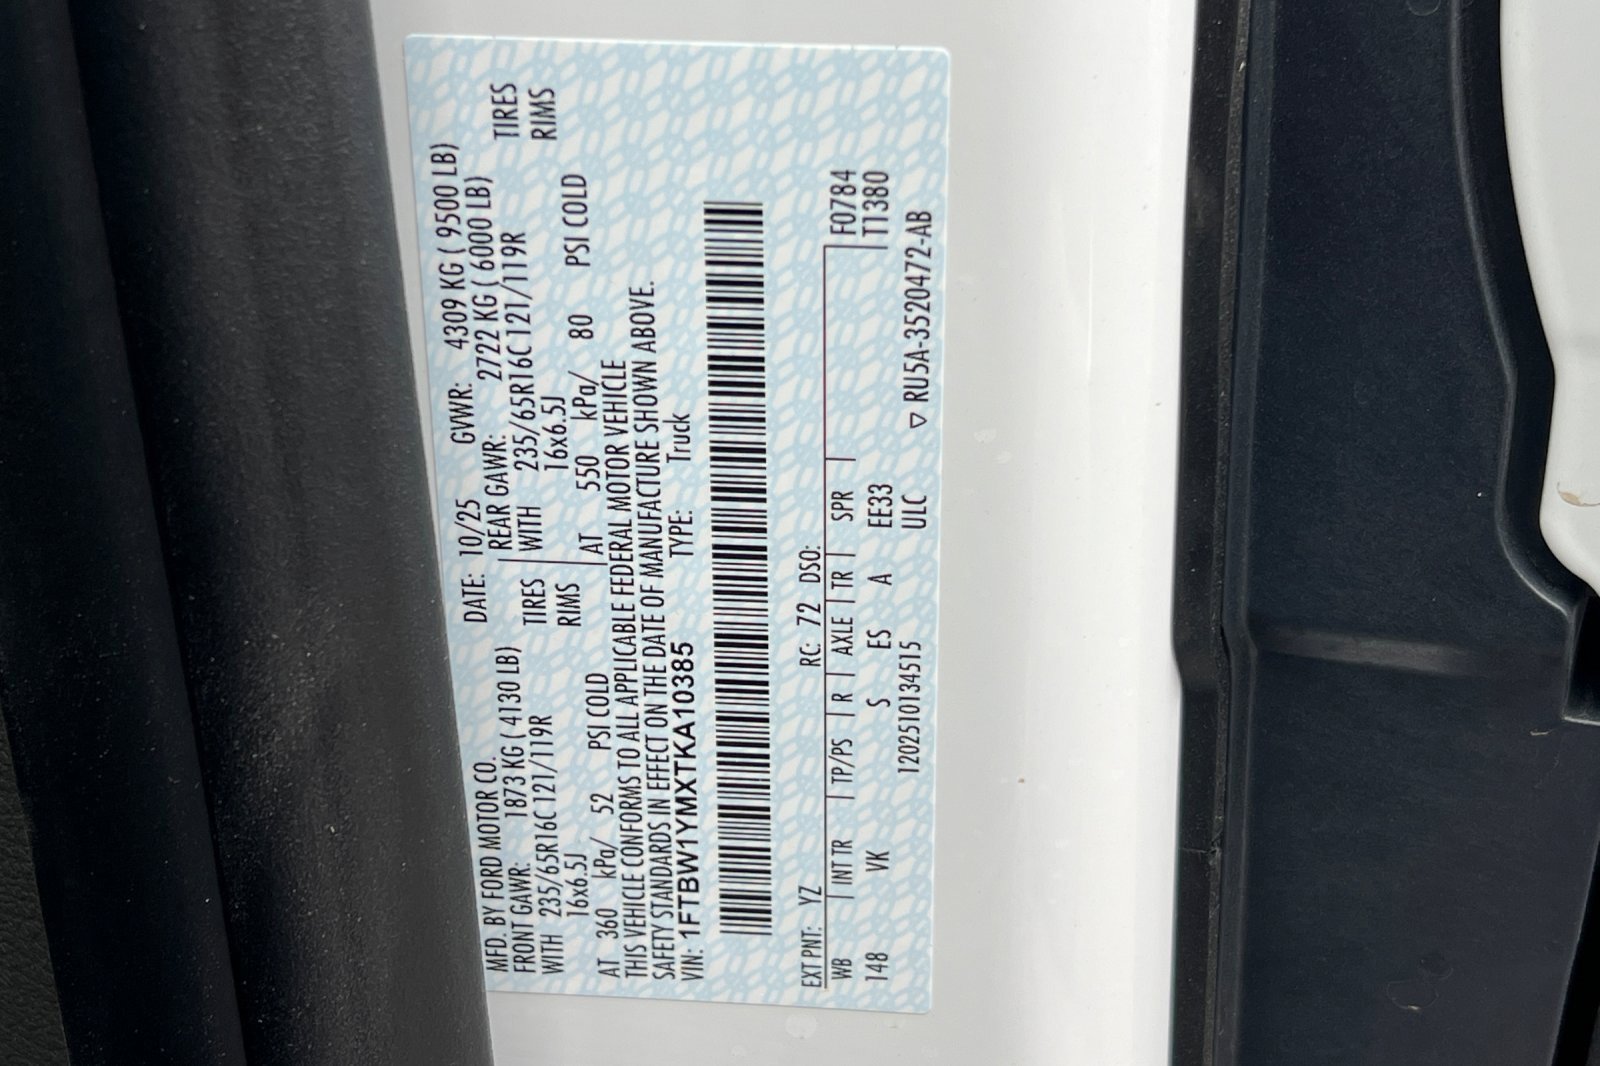 MFD. BY FORD MOTOR CO. DATE: 10/25 GVWR: 4309 KG ( 9500 LB)
FRONT GAWR: 1873 KG ( 4130 LB) REAR GAWR: 2722 KG ( 6000 LB)
WITH 235/65R16C 121/119R TIRES WITH 235/65R16C 121/119R TIRES
16x6.5J RIMS 16x6.5J RIMS
AT 360 kPa/ 52 PSI COLD AT 550 kPa/ 80 PSI COLD
THIS VEHICLE CONFORMS TO ALL APPLICABLE FEDERAL MOTOR VEHICLE
SAFETY STANDARDS IN EFFECT ON THE DATE OF MANUFACTURE SHOWN ABOVE.
VIN: 1FTBW1YMXTKA10385 TYPE: Truck
EXT PNT: YZ RC: 72 DSO:
WB INT TR TP/PS R AXLE TR SPR F0784
148 VK S ES A EE33 T1380
1202510134515 ULC ▽ RU5A-3520472-AB